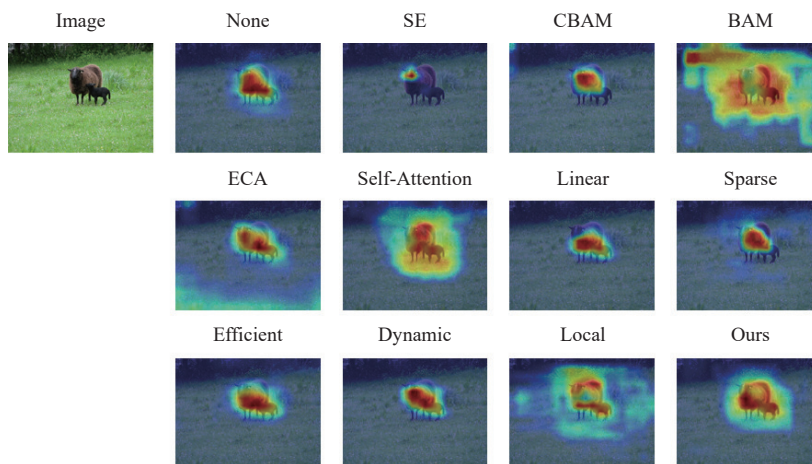 Image None SE CBAM BAM
ECA Self-Attention Linear Sparse
Efficient Dynamic Local Ours